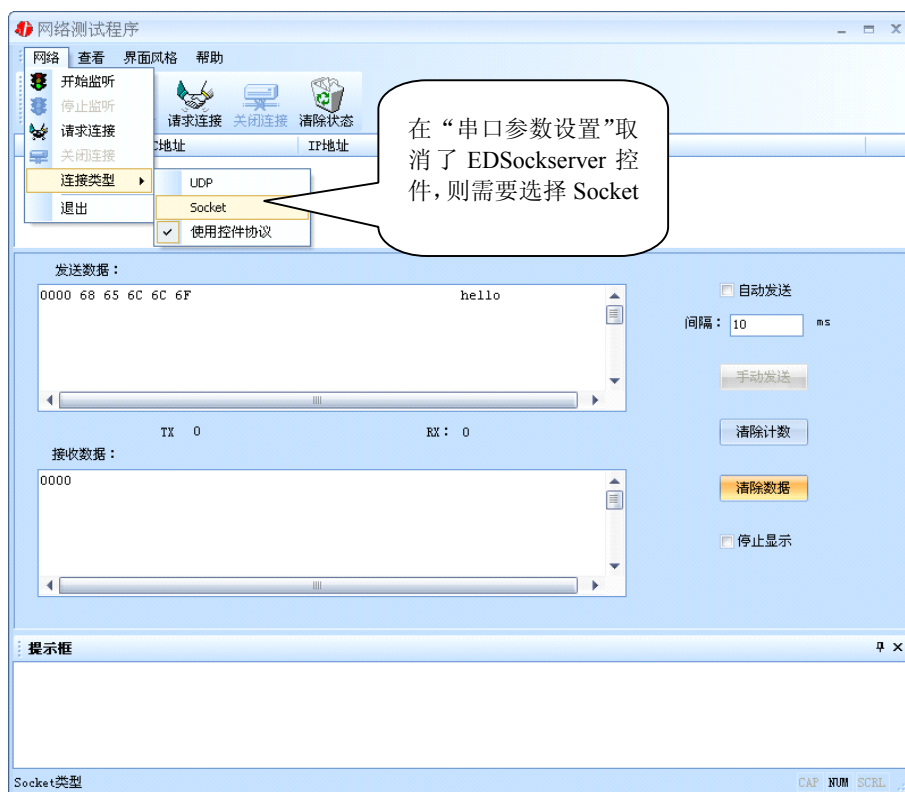 网络测试程序
网络 查看 界面风格 帮助
开始监听
停止监听
请求连接
关闭连接
连接类型
退出
请求连接 关闭连接 清除状态
地址 IP地址
UDP
Socket
使用控件协议
在“串口参数设置”取
消了 EDSockserver 控
件，则需要选择 Socket
发送数据：
0000 68 65 6C 6C 6F hello
自动发送
间隔： 10 ms
手动发送
TX 0 RX： 0
清除计数
接收数据：
0000
清除数据
停止显示
提示框
Socket类型
CAP NUM SCRL